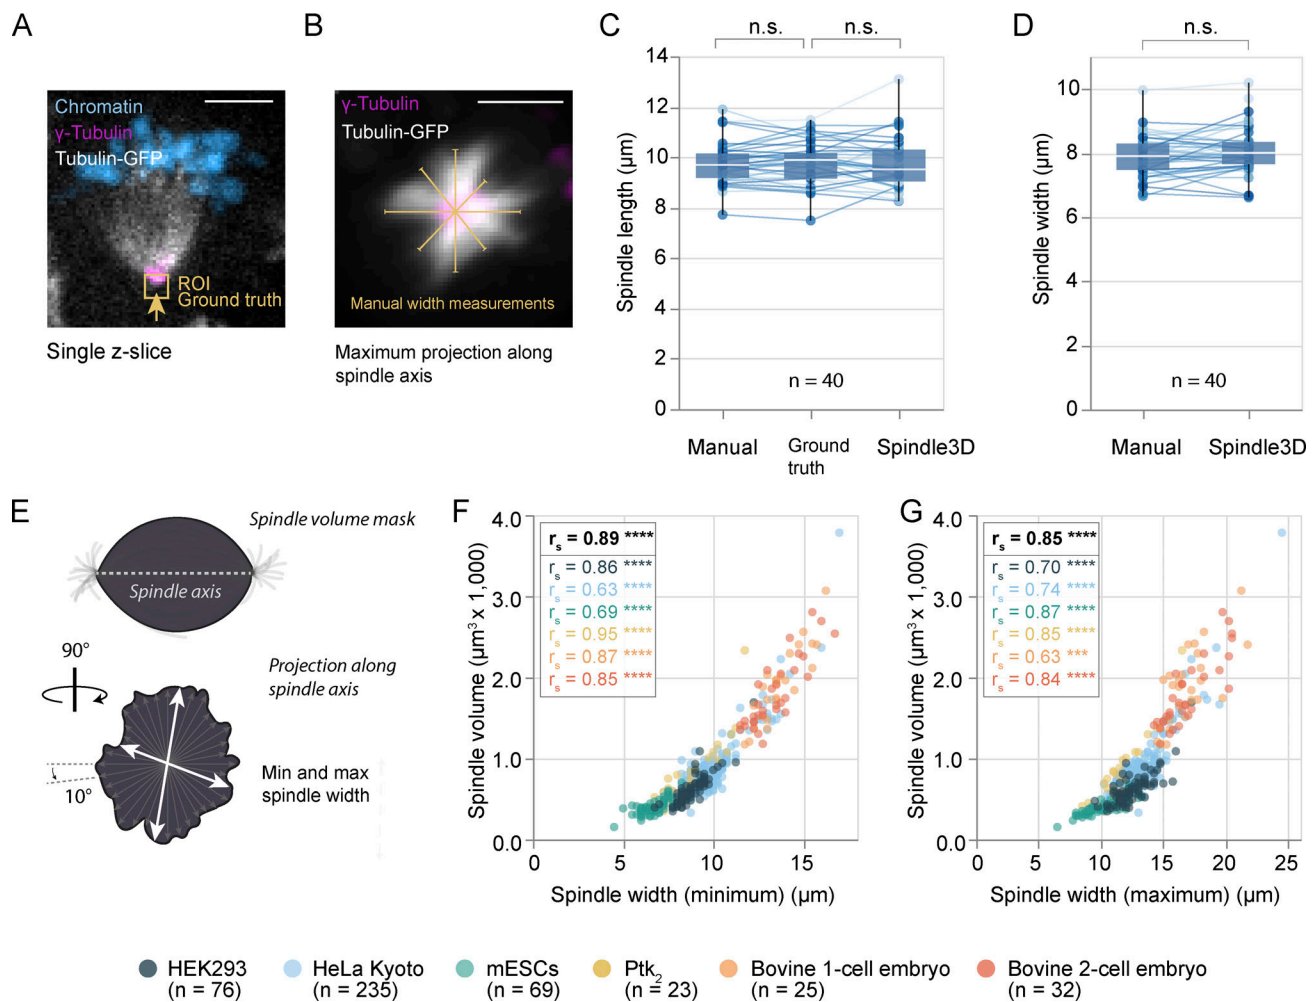 A
Chromatin
γ-Tubulin
Tubulin-GFP
ROI
Ground truth
Single z-slice
B
γ-Tubulin
Tubulin-GFP
Manual width measurements
Maximum projection along
spindle axis
C
n.s.
n.s.
Spindle length (µm)
14
12
10
8
6
4
2
0
n = 40
Manual
Ground
truth
Spindle3D
D
n.s.
Spindle width (µm)
10
8
6
4
2
0
n = 40
Manual
Spindle3D
E
Spindle volume mask
Spindle axis
90°
Projection along
spindle axis
10°
Min and max
spindle width
F
Spindle volume (µm³ x 1,000)
4.0
3.0
2.0
1.0
0.0
rs = 0.89 ****
rs = 0.86 ****
rs = 0.63 ****
rs = 0.69 ****
rs = 0.95 ****
rs = 0.87 ****
rs = 0.85 ****
0
5
10
15
Spindle width (minimum) (µm)
G
Spindle volume (µm³ x 1,000)
4.0
3.0
2.0
1.0
0.0
rs = 0.85 ****
rs = 0.70 ****
rs = 0.74 ****
rs = 0.87 ****
rs = 0.85 ****
rs = 0.63 ***
rs = 0.84 ****
0
5
10
15
20
25
Spindle width (maximum) (µm)
HEK293
(n = 76)
HeLa Kyoto
(n = 235)
mESCs
(n = 69)
Ptk2
(n = 23)
Bovine 1-cell embryo
(n = 25)
Bovine 2-cell embryo
(n = 32)